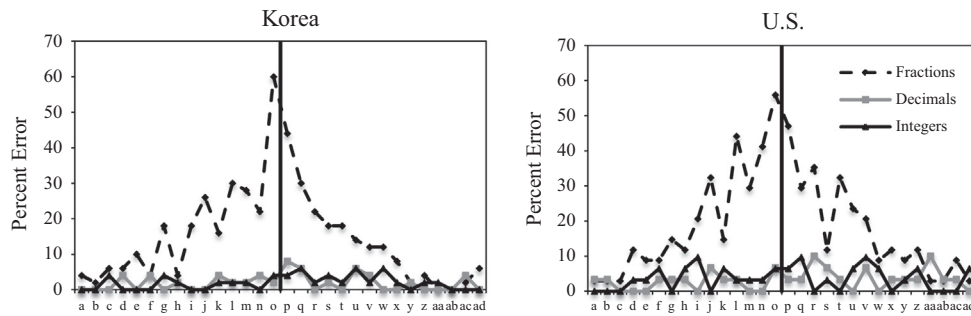 Korea
70
60
50
40
30
20
10
0
Percent Error
a b c d e f g h i j k l m n o p q r s t u v w x y z aa ab ac ad
U.S.
70
60
50
40
30
20
10
0
Percent Error
Fractions
Decimals
Integers
a b c d e f g h i j k l m n o p q r s t u v w x y z aa ab ac ad